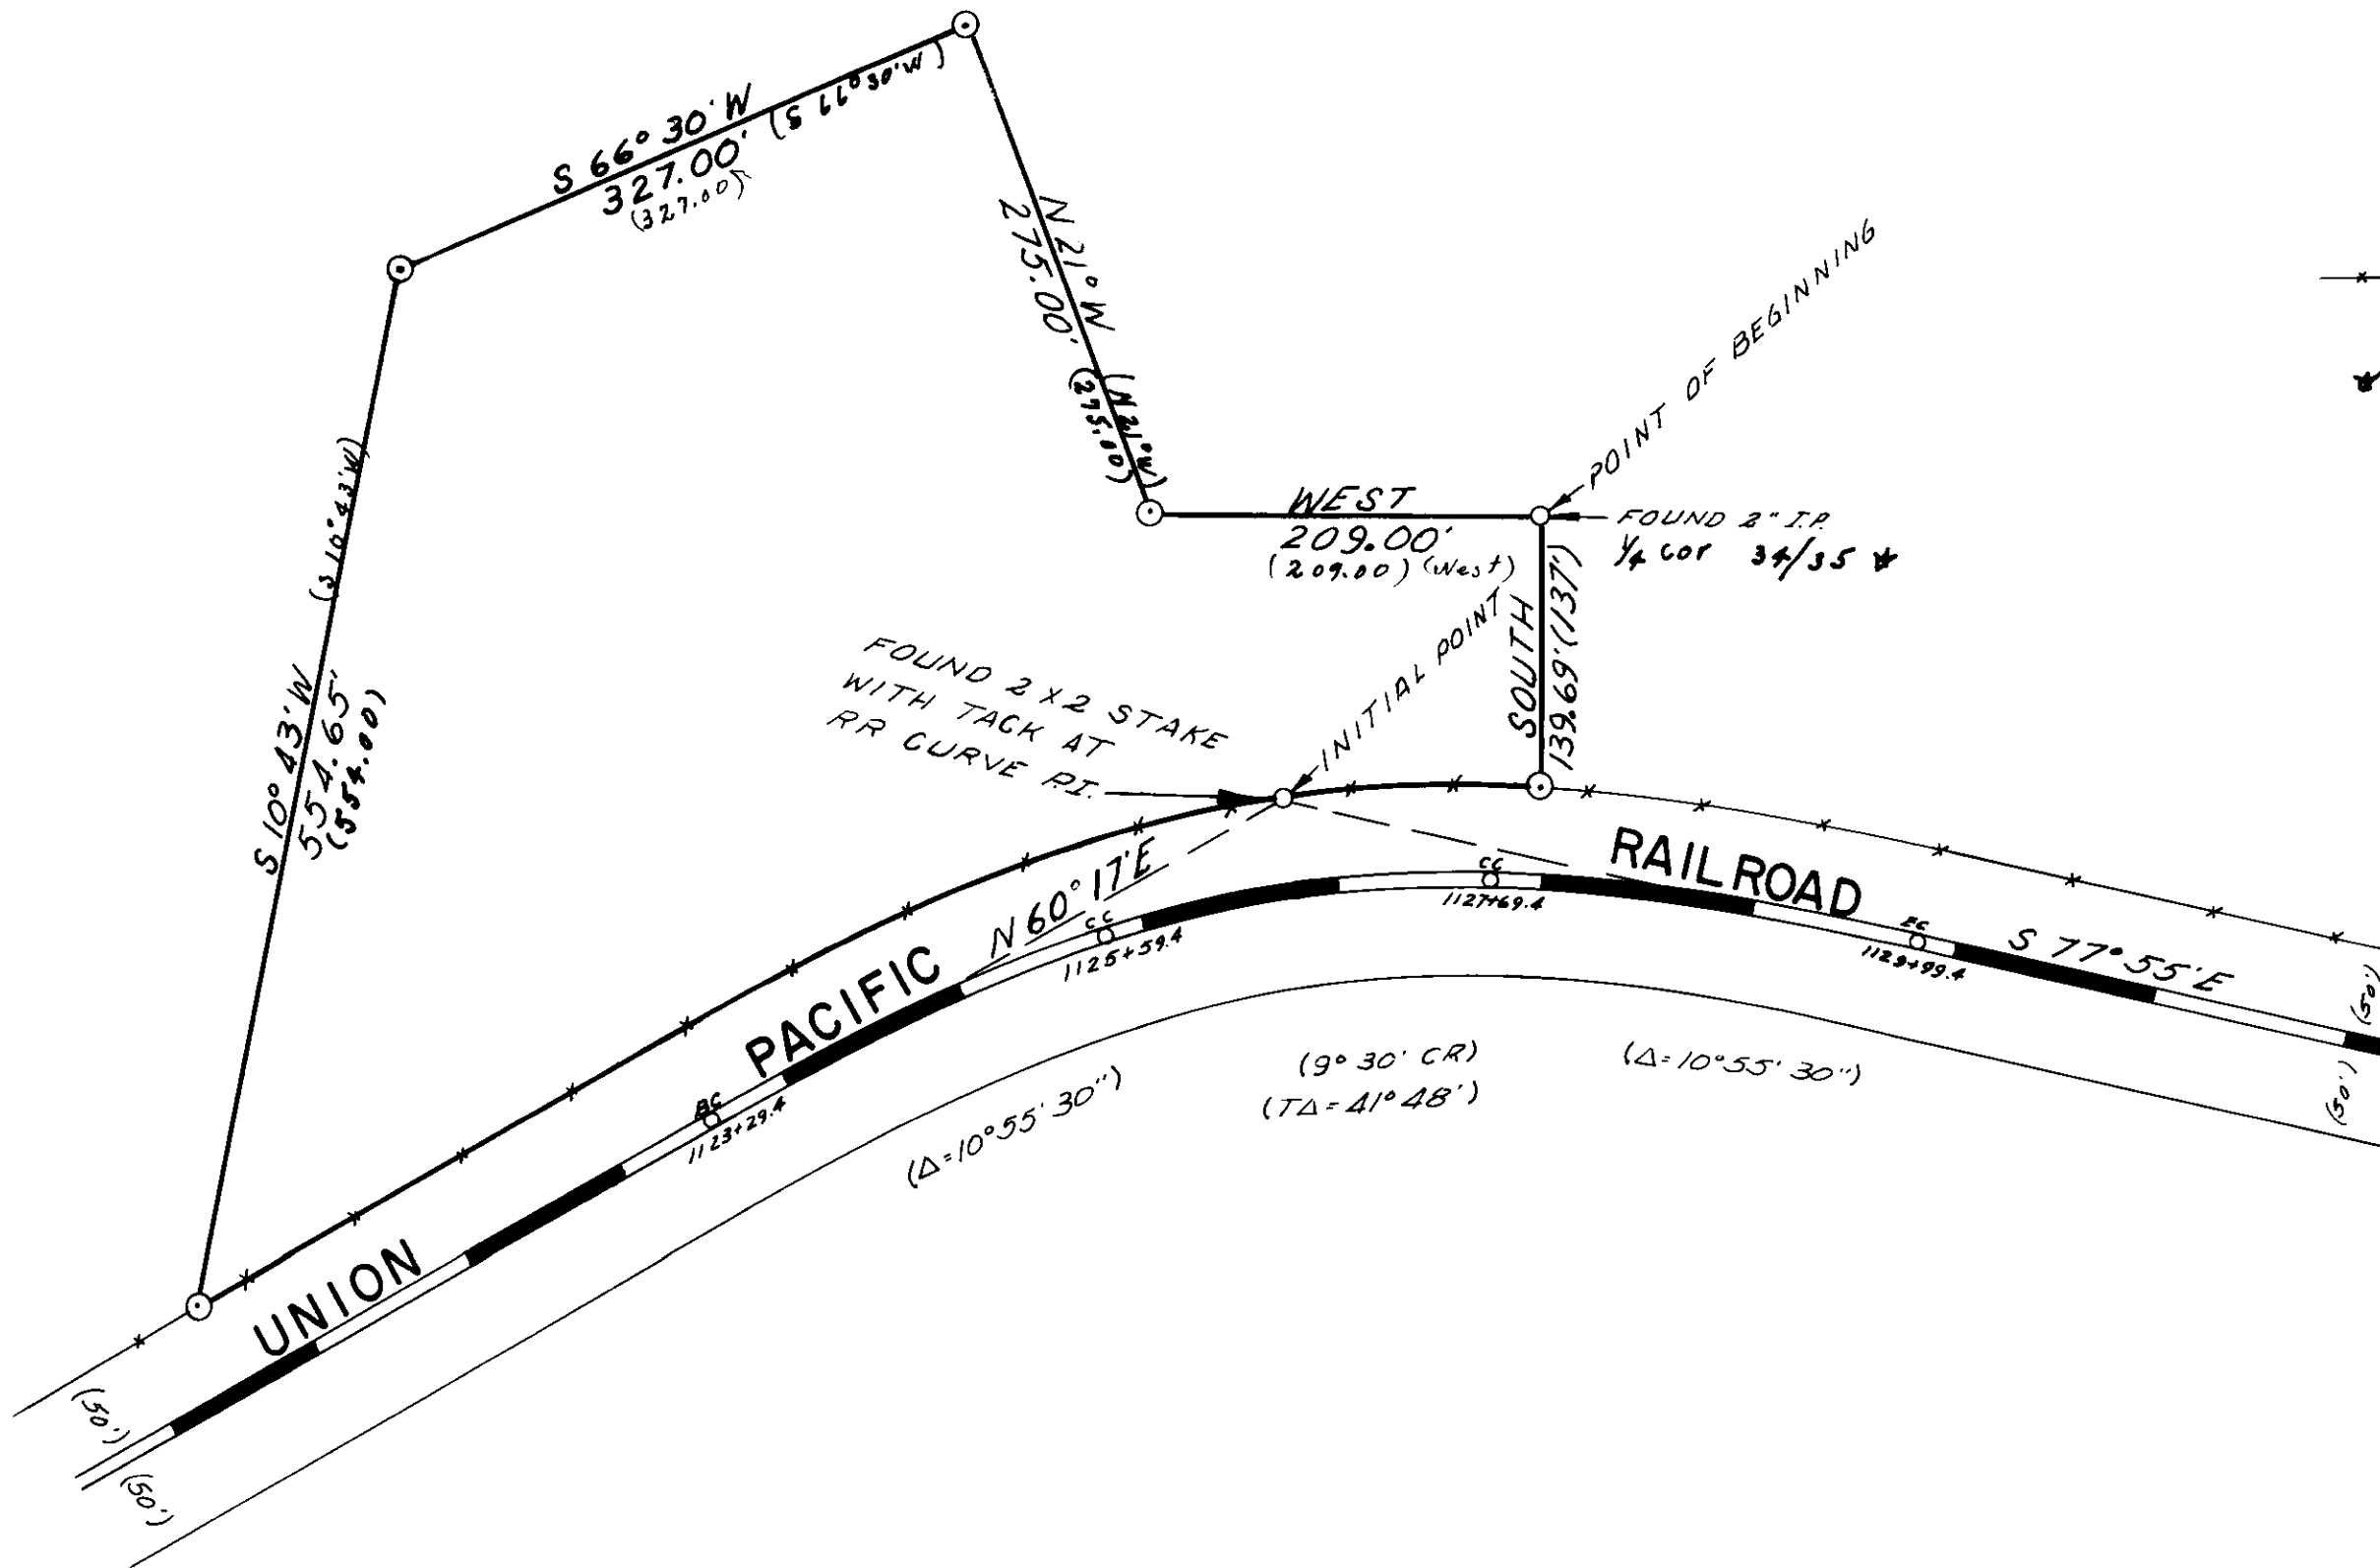 S 66° 30' W
(S 66°30'W)
327.00'
(327.00)
N 21° W
(N 21° W)
275.00'
(275.00)
POINT OF BEGINNING
WEST
209.00'
(209.00) (West)
FOUND 2" I.P.
1/4 cor 34/35 *
SOUTH
139.69' (137')
INITIAL POINT
FOUND 2 X 2 STAKE
WITH TACK AT
RR CURVE P.I.
(S 10° 43' W)
S 10° 43' W
554.65'
(554.00)
N 60° 17' E
UNION PACIFIC RAILROAD
BC
1123+29.4
CC
1125+59.4
CC
1127+69.4
EC
1129+99.4
S 77° 55' E
(Δ=10°55'30")
(9° 30' CR)
(TΔ=41° 48')
(Δ=10°55'30")
(50')
(50')
(50')
(50')